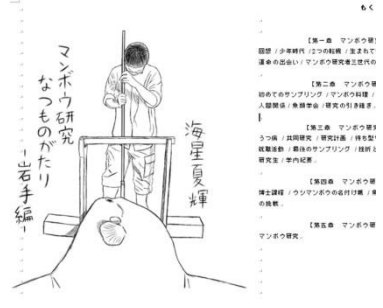 マンボウ研究
なつものがたり
-岩手編-
海星夏輝
もく
【第一章 マンボウ研
回想/少年時代/2つの転機/生まれて
運命の出会い/マンボウ研究者三世代の
【第二章 マンボウ研
初めてのサンプリング/マンボウ料理/
人間関係/魚類学会/研究の引き継ぎ.
【第三章 マンボウ研究
うつ病/共同研究/研究計画/待ち型
就職活動/最後のサンプリング/挫折と
研究生/学内紀要.
【第四章 マンボウ研
博士課程/ウシマンボウの名付け親/
の挑戦.
【第五章 マンボウ研
マンボウ研究.